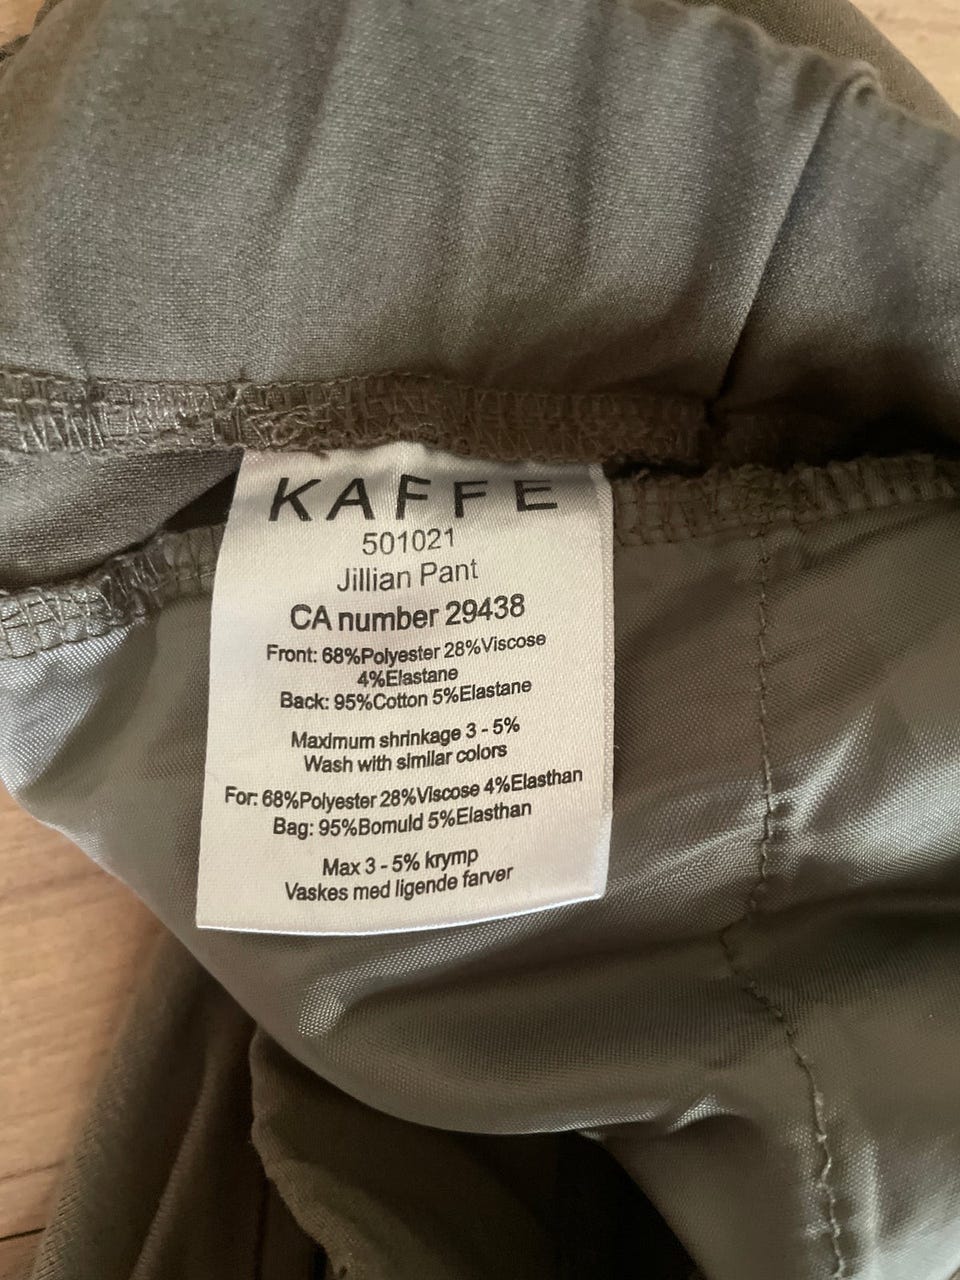 KAFFE
501021
Jillian Pant
CA number 29438
Front: 68%Polyester 28%Viscose
4%Elastane
Back: 95%Cotton 5%Elastane
Maximum shrinkage 3 - 5%
Wash with similar colors
For: 68%Polyester 28%Viscose 4%Elasthan
Bag: 95%Bomuld 5%Elasthan
Max 3 - 5% krymp
Vaskes med ligende farver